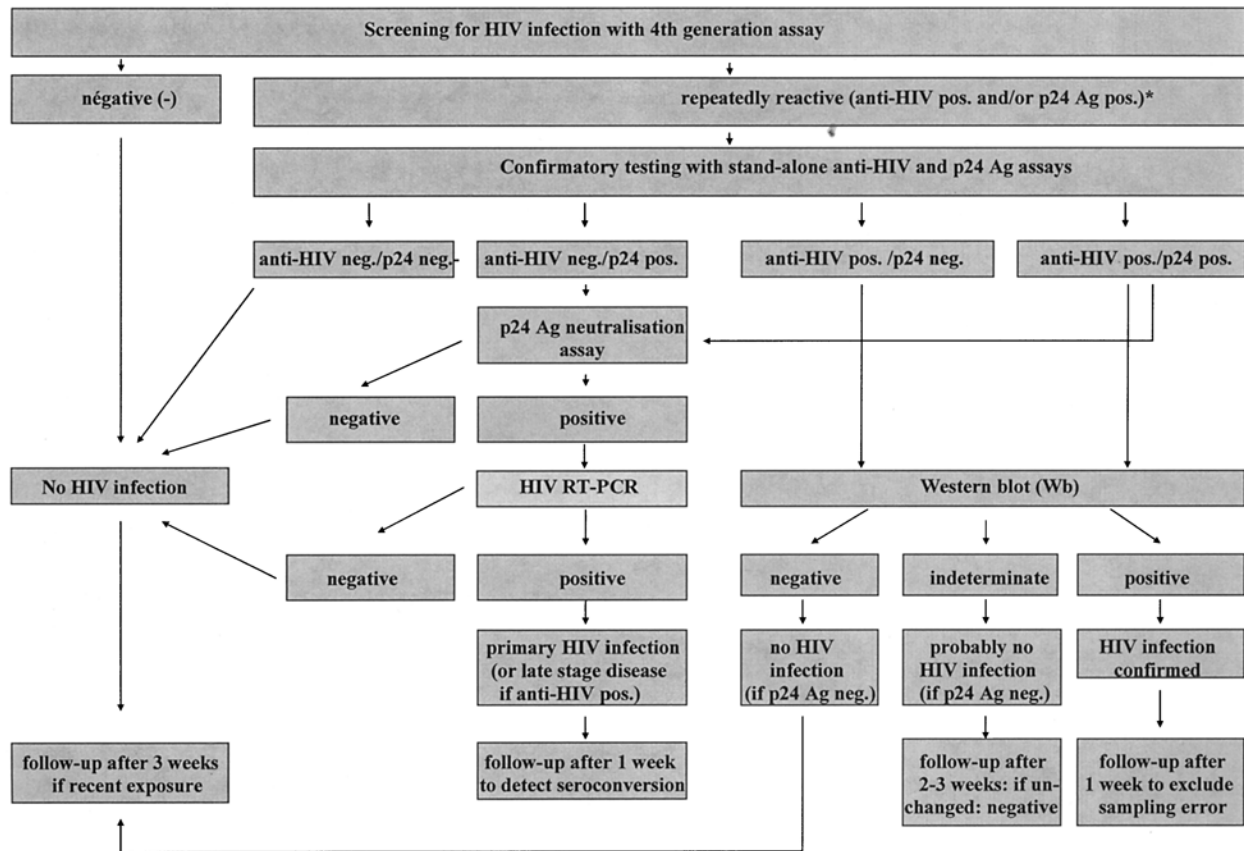 Screening for HIV infection with 4th generation assay
négative (-)
repeatedly reactive (anti-HIV pos. and/or p24 Ag pos.)*
Confirmatory testing with stand-alone anti-HIV and p24 Ag assays
anti-HIV neg./p24 neg.-
anti-HIV neg./p24 pos.
anti-HIV pos. /p24 neg.
anti-HIV pos./p24 pos.
p24 Ag neutralisation
assay
negative
positive
No HIV infection
HIV RT-PCR
Western blot (Wb)
negative
positive
negative
indeterminate
positive
primary HIV infection
(or late stage disease
if anti-HIV pos.)
no HIV
infection
(if p24 Ag neg.)
probably no
HIV infection
(if p24 Ag neg.)
HIV infection
confirmed
follow-up after 3 weeks
if recent exposure
follow-up after 1 week
to detect seroconversion
follow-up after
2-3 weeks: if un-
changed: negative
follow-up after
1 week to exclude
sampling error